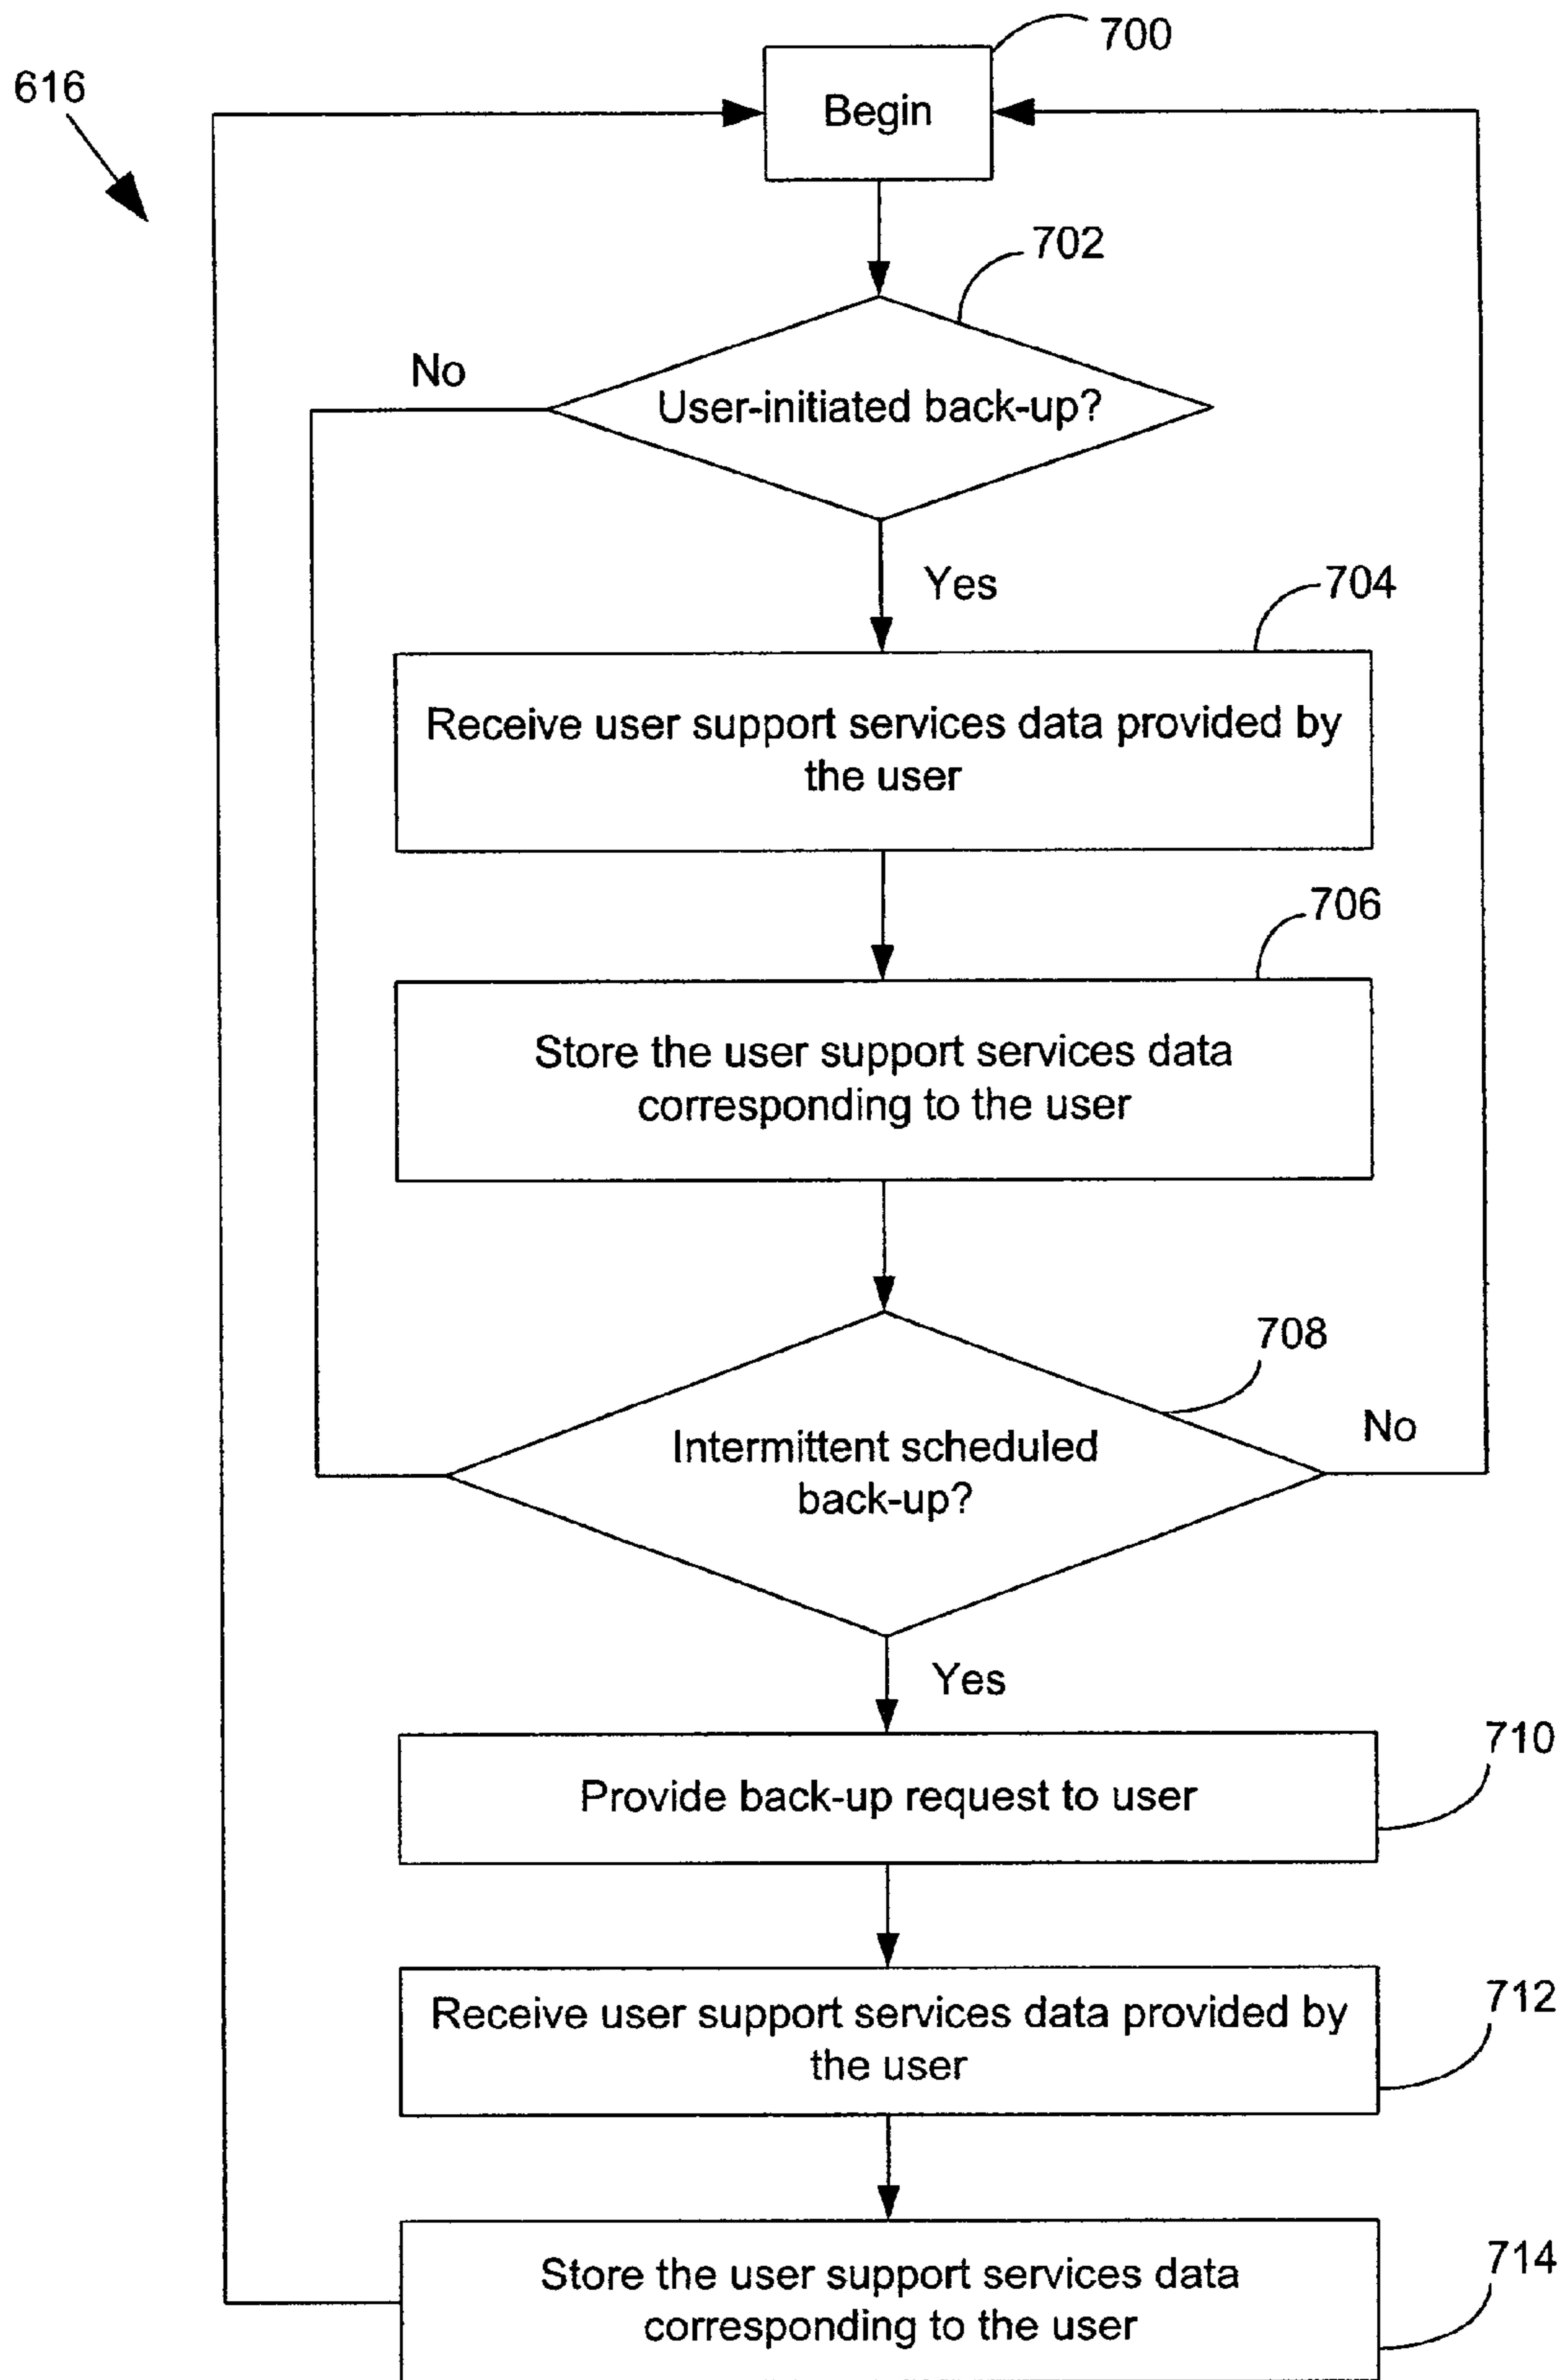 700
616
Begin
702
No
User-initiated back-up?
Yes
704
Receive user support services data provided by
the user
706
Store the user support services data
corresponding to the user
708
No
Intermittent scheduled
back-up?
Yes
710
Provide back-up request to user
712
Receive user support services data provided by
the user
714
Store the user support services data
corresponding to the user